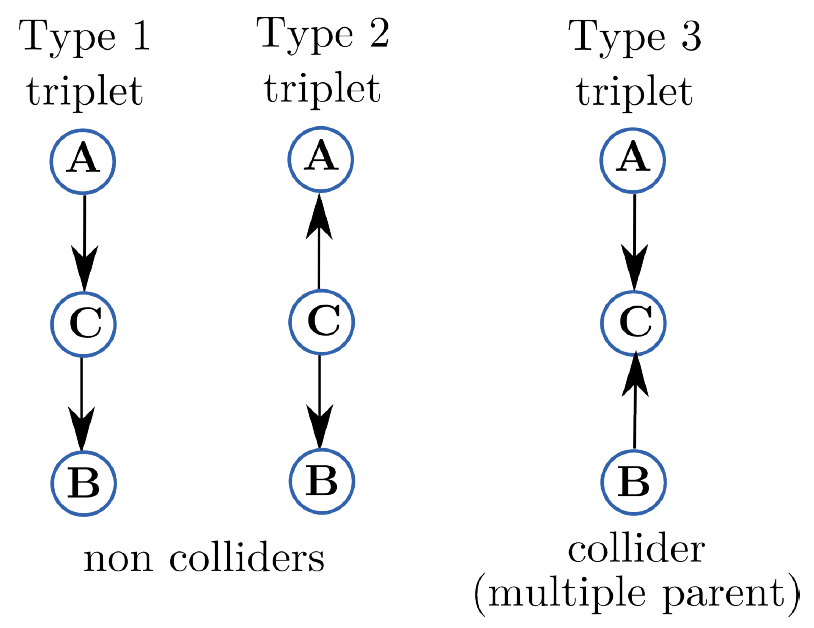 Type 1
triplet
A
C
B
Type 2
triplet
A
C
B
non colliders
Type 3
triplet
A
C
B
collider
(multiple parent)